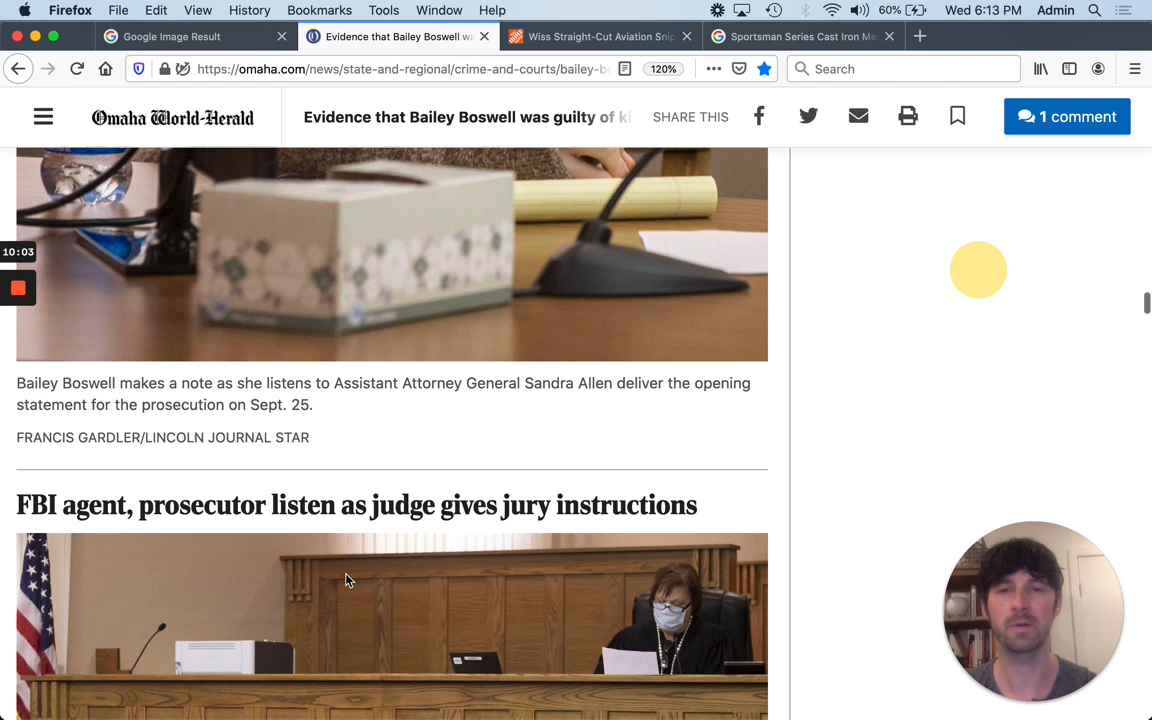 Firefox File Edit View History Bookmarks Tools Window Help 60% Wed 6:13 PM Admin
Google Image Result Evidence that Bailey Boswell wa Wiss Straight-Cut Aviation Snip Sportsman Series Cast Iron Me
https://omaha.com/news/state-and-regional/crime-and-courts/bailey-bo 120% Search
Omaha World-Herald Evidence that Bailey Boswell was guilty of ki SHARE THIS 1 comment
10:03
Bailey Boswell makes a note as she listens to Assistant Attorney General Sandra Allen deliver the opening
statement for the prosecution on Sept. 25.
FRANCIS GARDLER/LINCOLN JOURNAL STAR
FBI agent, prosecutor listen as judge gives jury instructions